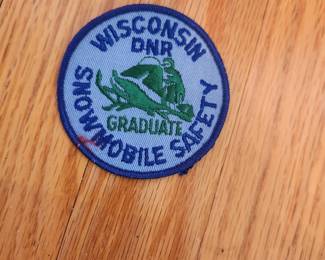 WISCONSIN
DNR
GRADUATE
SNOWMOBILE SAFETY